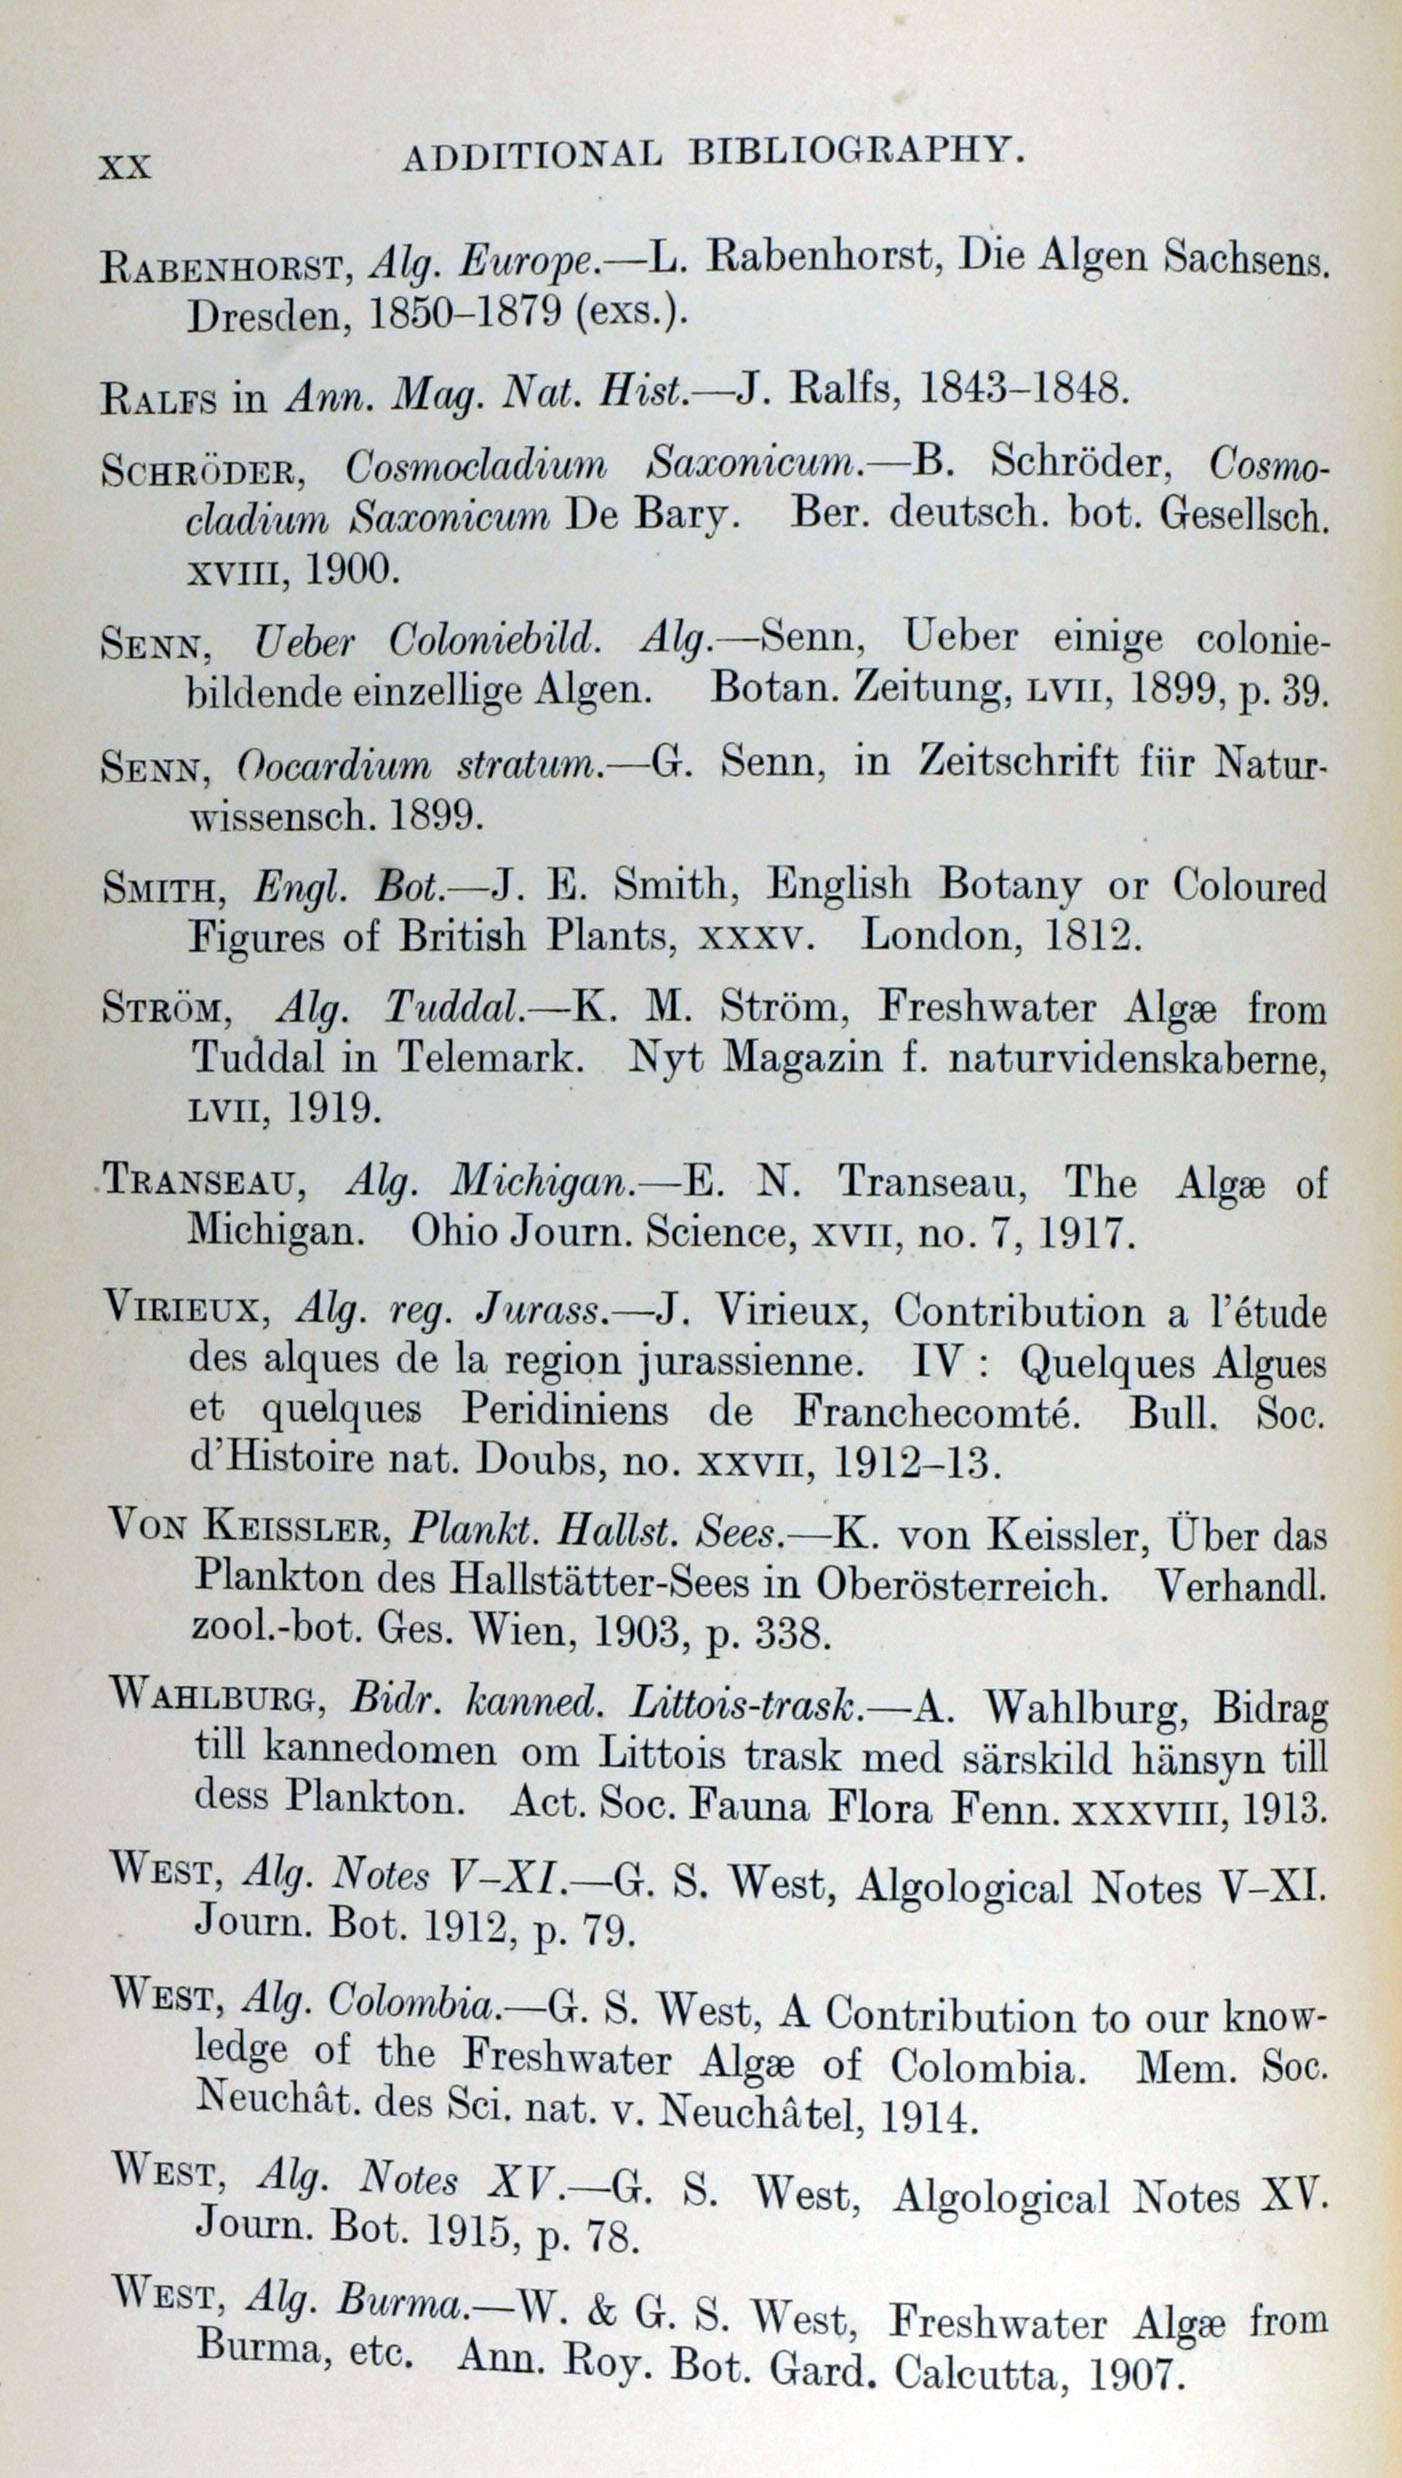 xx ADDITIONAL BIBLIOGRAPHY.
RABENHORST, Alg. Europe.—L. Rabenhorst, Die Algen Sachsens.
Dresden, 1850–1879 (exs.).
RALFS in Ann. Mag. Nat. Hist.—J. Ralfs, 1843–1848.
SCHRÖDER, Cosmocladium Saxonicum.—B. Schröder, Cosmo-
cladium Saxonicum De Bary. Ber. deutsch. bot. Gesellsch.
XVIII, 1900.
SENN, Ueber Coloniebild. Alg.—Senn, Ueber einige colonie-
bildende einzellige Algen. Botan. Zeitung, LVII, 1899, p. 39.
SENN, Oocardium stratum.—G. Senn, in Zeitschrift für Natur-
wissensch. 1899.
SMITH, Engl. Bot.—J. E. Smith, English Botany or Coloured
Figures of British Plants, XXXV. London, 1812.
STRÖM, Alg. Tuddal.—K. M. Ström, Freshwater Algæ from
Tuddal in Telemark. Nyt Magazin f. naturvidenskaberne,
LVII, 1919.
TRANSEAU, Alg. Michigan.—E. N. Transeau, The Algæ of
Michigan. Ohio Journ. Science, XVII, no. 7, 1917.
VIRIEUX, Alg. reg. Jurass.—J. Virieux, Contribution a l'étude
des alques de la region jurassienne. IV : Quelques Algues
et quelques Peridiniens de Franchecomté. Bull. Soc.
d'Histoire nat. Doubs, no. XXVII, 1912–13.
VON KEISSLER, Plankt. Hallst. Sees.—K. von Keissler, Über das
Plankton des Hallstätter-Sees in Oberösterreich. Verhandl.
zool.-bot. Ges. Wien, 1903, p. 338.
WAHLBURG, Bidr. kanned. Littois-trask.—A. Wahlburg, Bidrag
till kannedomen om Littois trask med särskild hänsyn till
dess Plankton. Act. Soc. Fauna Flora Fenn. XXXVIII, 1913.
WEST, Alg. Notes V–XI.—G. S. West, Algological Notes V–XI.
Journ. Bot. 1912, p. 79.
WEST, Alg. Colombia.—G. S. West, A Contribution to our know-
ledge of the Freshwater Algæ of Colombia. Mem. Soc.
Neuchât. des Sci. nat. v. Neuchâtel, 1914.
WEST, Alg. Notes XV.—G. S. West, Algological Notes XV.
Journ. Bot. 1915, p. 78.
WEST, Alg. Burma.—W. & G. S. West, Freshwater Algæ from
Burma, etc. Ann. Roy. Bot. Gard. Calcutta, 1907.